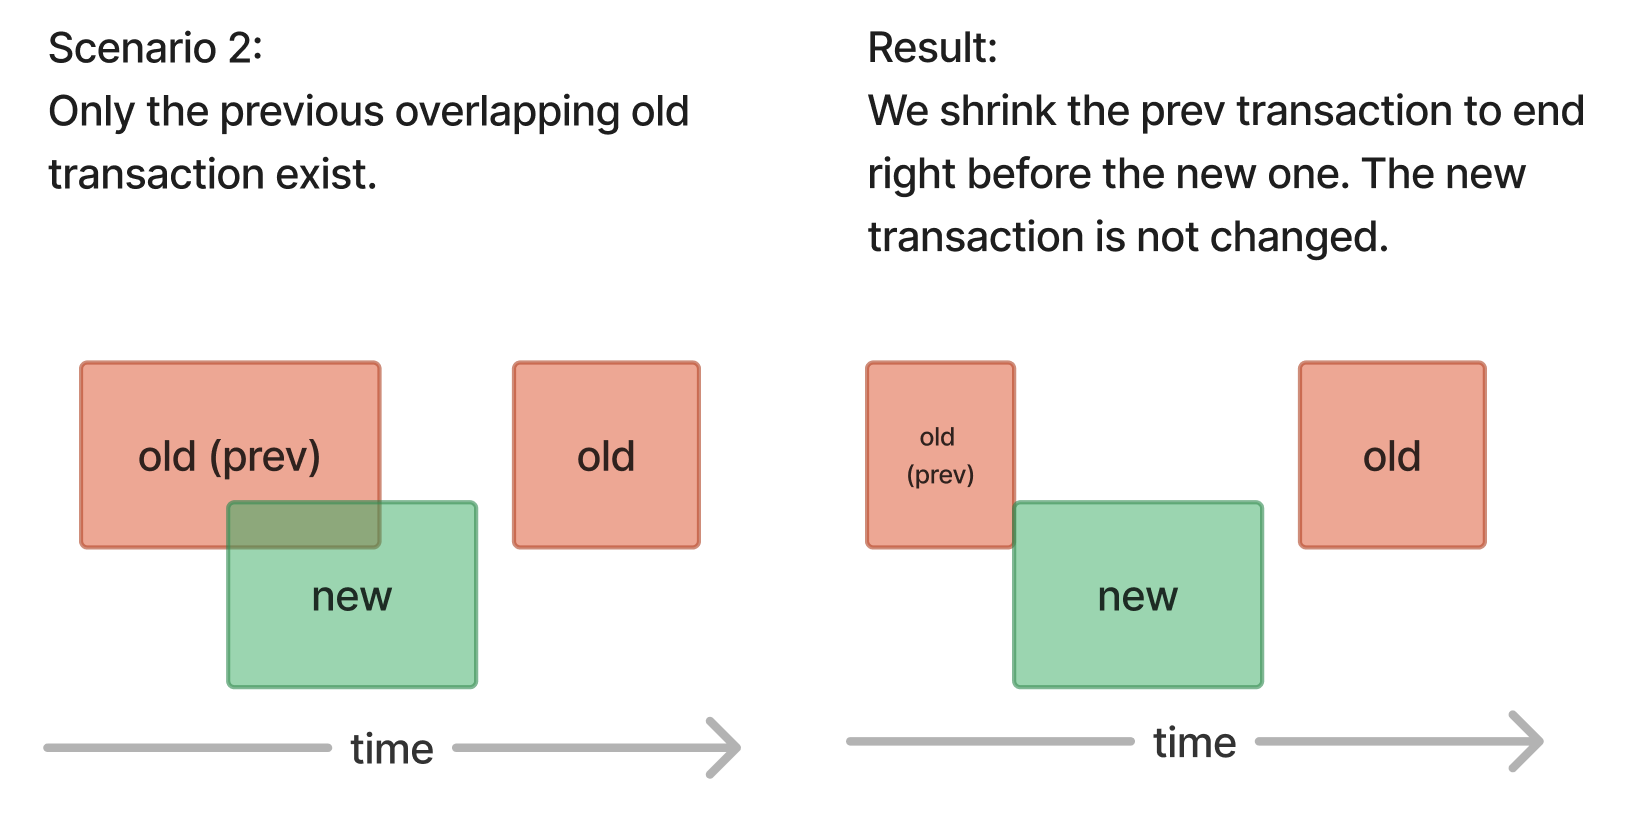 Scenario 2:
Only the previous overlapping old
transaction exist.
Result:
We shrink the prev transaction to end
right before the new one. The new
transaction is not changed.
old (prev)
old
new
time
old
(prev)
old
new
time